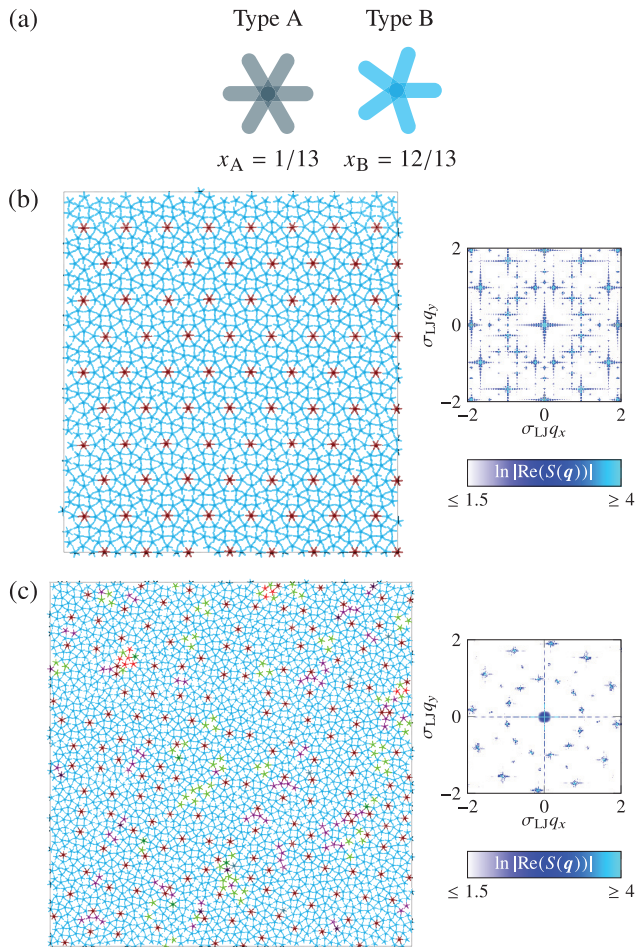 (a)
Type A Type B
x_A = 1/13 x_B = 12/13
(b)
2
σ_LJ q_y
0
−2
−2 0 2
σ_LJ q_x
ln |Re(S(q))|
≤ 1.5 ≥ 4
(c)
2
σ_LJ q_y
0
−2
−2 0 2
σ_LJ q_x
ln |Re(S(q))|
≤ 1.5 ≥ 4